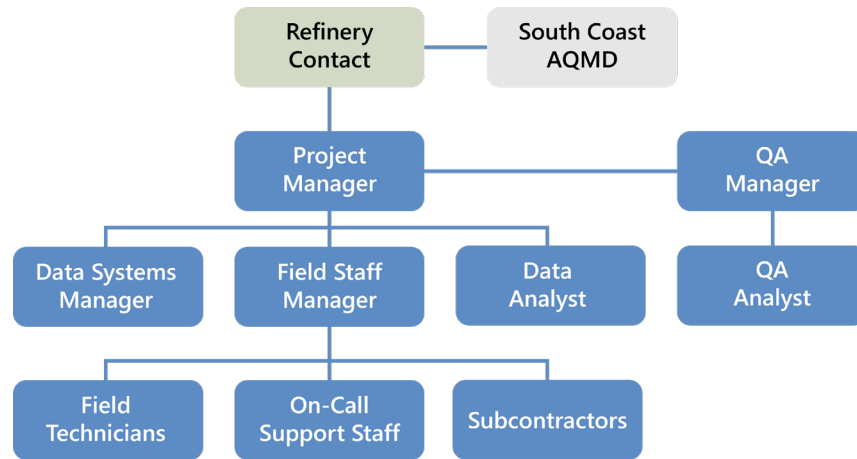 Refinery
Contact
South Coast
AQMD
Project
Manager
QA
Manager
Data Systems
Manager
Field Staff
Manager
Data
Analyst
QA
Analyst
Field
Technicians
On-Call
Support Staff
Subcontractors